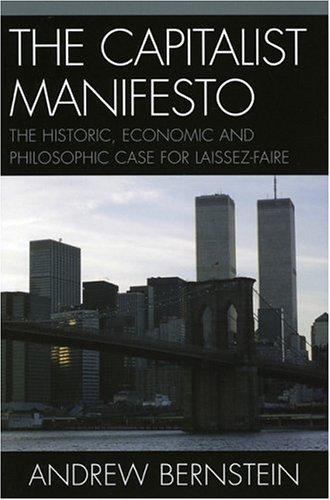 THE CAPITALIST
MANIFESTO
THE HISTORIC, ECONOMIC AND
PHILOSOPHIC CASE FOR LAISSEZ-FAIRE
ANDREW BERNSTEIN